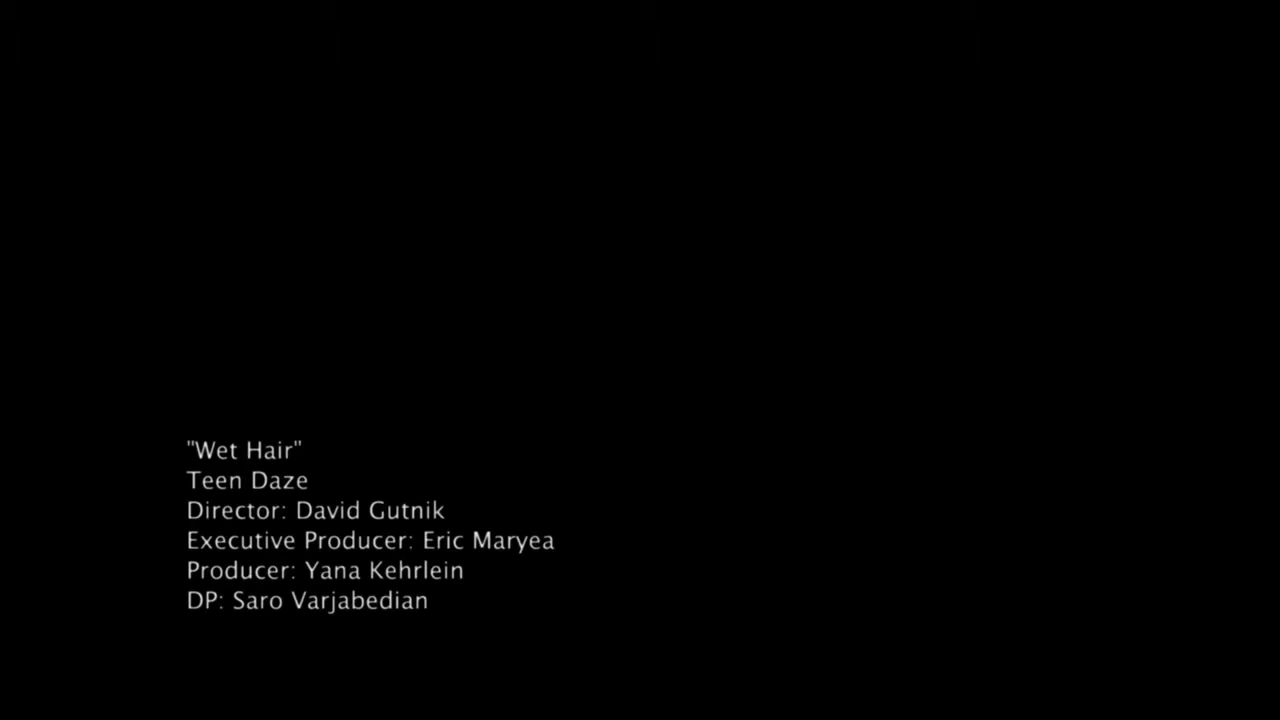 "Wet Hair"
Teen Daze
Director: David Gutnik
Executive Producer: Eric Maryea
Producer: Yana Kehrlein
DP: Saro Varjabedian